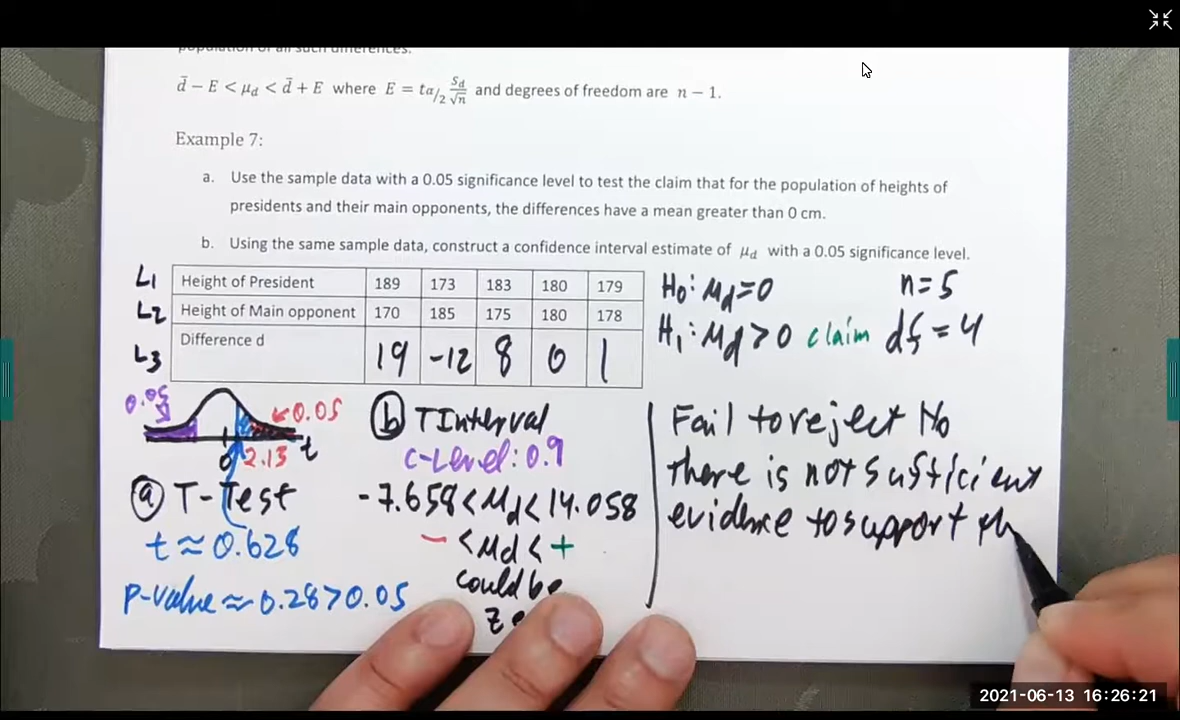 population of all such differences.
d̄ − E < μd < d̄ + E where E = tα/2 sd/√n and degrees of freedom are n − 1.
Example 7:
a. Use the sample data with a 0.05 significance level to test the claim that for the population of heights of
presidents and their main opponents, the differences have a mean greater than 0 cm.
b. Using the same sample data, construct a confidence interval estimate of μd with a 0.05 significance level.
L1 Height of President 189 173 183 180 179
L2 Height of Main opponent 170 185 175 180 178
L3 Difference d 19 -12 8 0 1
H0: μd=0 n=5
H1: μd>0 claim df=4
0.05 0.05
0 2.13 t
a T-Test
t≈0.628
P-value≈0.28>0.05
b TInterval
C-Level: 0.9
-7.658<μd<14.058
- <μd< +
could be
Fail to reject H0
there is not sufficient
evidence to support th
2021-06-13 16:26:21